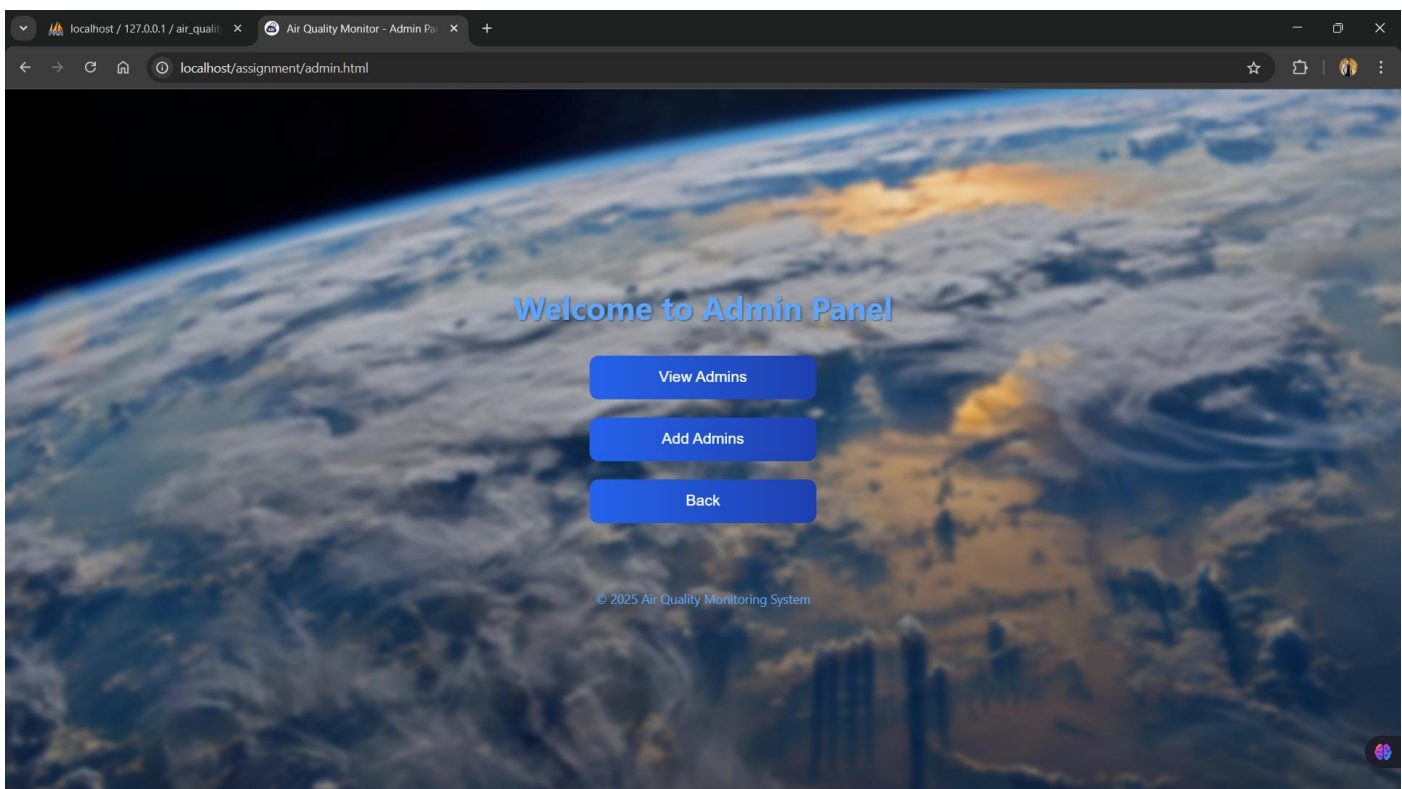 localhost / 127.0.0.1 / air_quality
Air Quality Monitor - Admin Pa
localhost/assignment/admin.html
Welcome to Admin Panel
View Admins
Add Admins
Back
© 2025 Air Quality Monitoring System